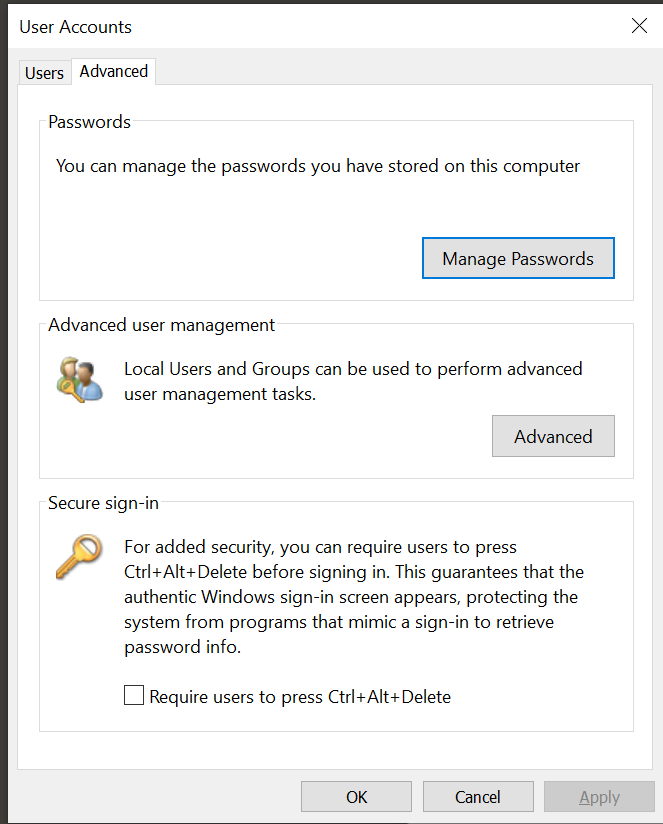 User Accounts
Users
Advanced
Passwords
You can manage the passwords you have stored on this computer
Manage Passwords
Advanced user management
Local Users and Groups can be used to perform advanced
user management tasks.
Advanced
Secure sign-in
For added security, you can require users to press
Ctrl+Alt+Delete before signing in. This guarantees that the
authentic Windows sign-in screen appears, protecting the
system from programs that mimic a sign-in to retrieve
password info.
Require users to press Ctrl+Alt+Delete
OK
Cancel
Apply